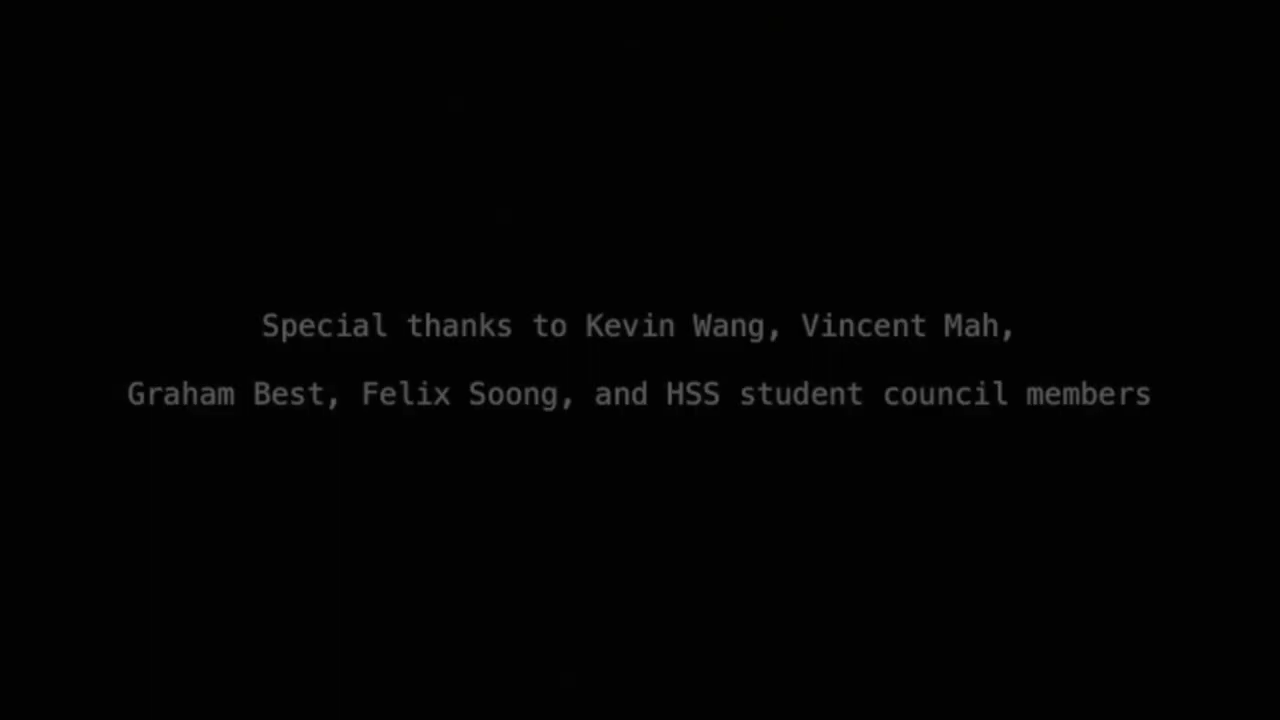 Special thanks to Kevin Wang, Vincent Mah,
Graham Best, Felix Soong, and HSS student council members